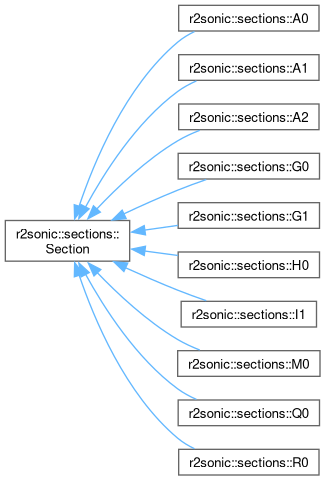 r2sonic::sections::A0
r2sonic::sections::A1
r2sonic::sections::A2
r2sonic::sections::G0
r2sonic::sections::G1
r2sonic::sections::
Section
r2sonic::sections::H0
r2sonic::sections::I1
r2sonic::sections::M0
r2sonic::sections::Q0
r2sonic::sections::R0